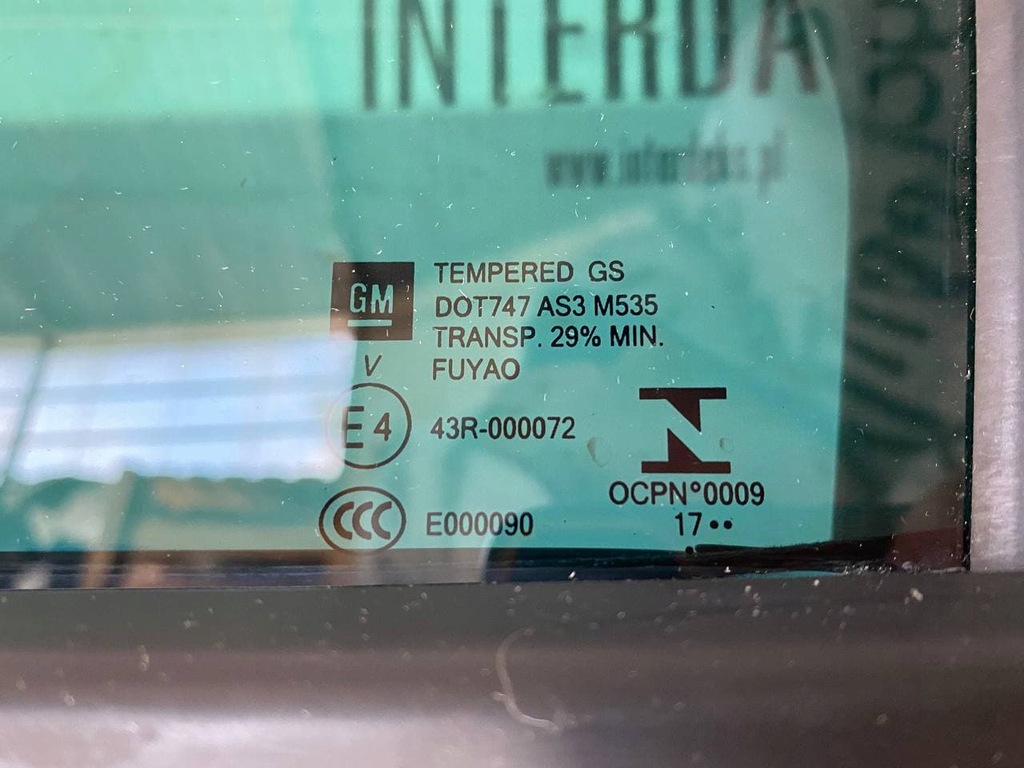 INTERDA
GM
TEMPERED GS
DOT747 AS3 M535
TRANSP. 29% MIN.
V
FUYAO
E4
43R-000072
OCPN°0009
CCC
E000090
17••